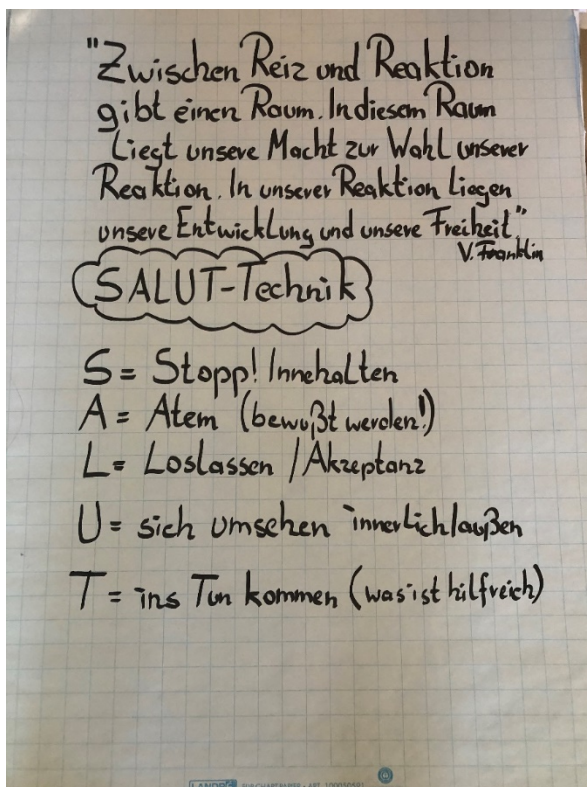 "Zwischen Reiz und Reaktion
gibt einen Raum. In diesem Raum
liegt unsere Macht zur Wahl unserer
Reaktion. In unserer Reaktion liegen
unsere Entwicklung und unsere Freiheit."
V. Franklin
SALUT-Technik
S = Stopp! Innehalten
A = Atem (bewußt werden!)
L = Loslassen / Akzeptanz
U = sich umsehen innerlich/außen
T = ins Tun kommen (was ist hilfreich)
LANDRÉ